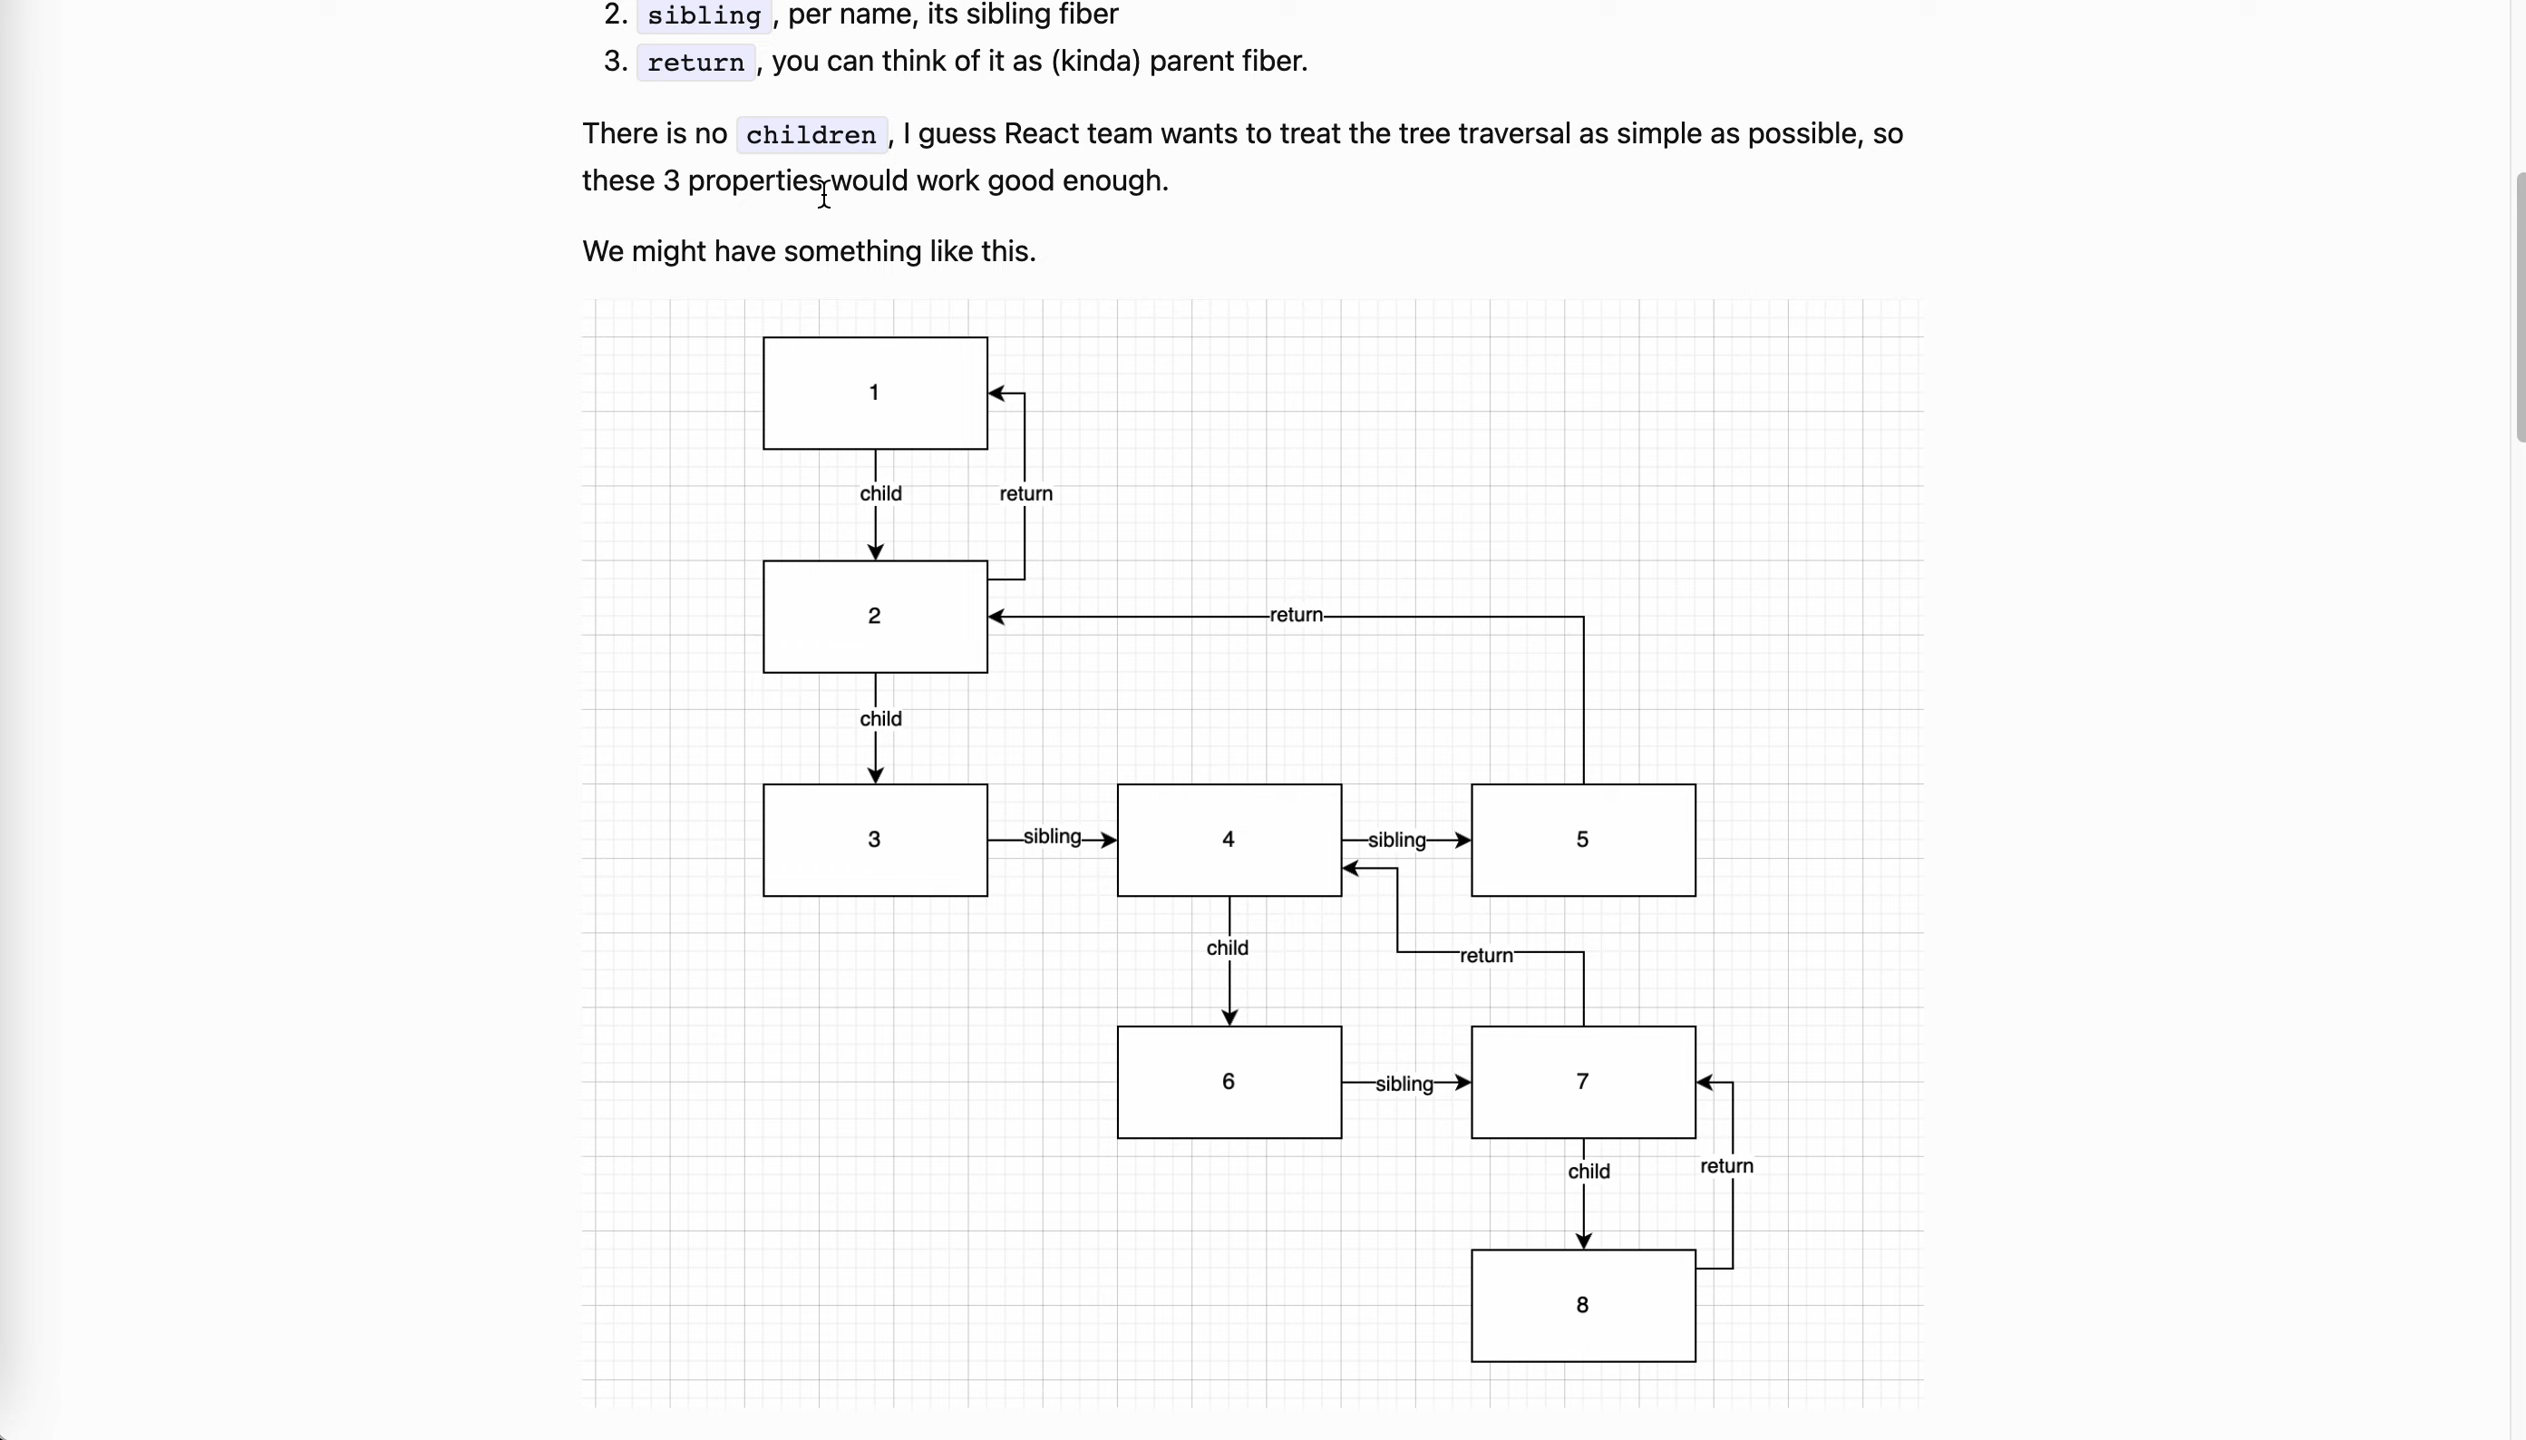 2. sibling, per name, its sibling fiber
3. return, you can think of it as (kinda) parent fiber.
There is no children, I guess React team wants to treat the tree traversal as simple as possible, so
these 3 properties would work good enough.
We might have something like this.
1
child
return
2
return
child
3
sibling
4
sibling
5
child
return
6
sibling
7
child
return
8